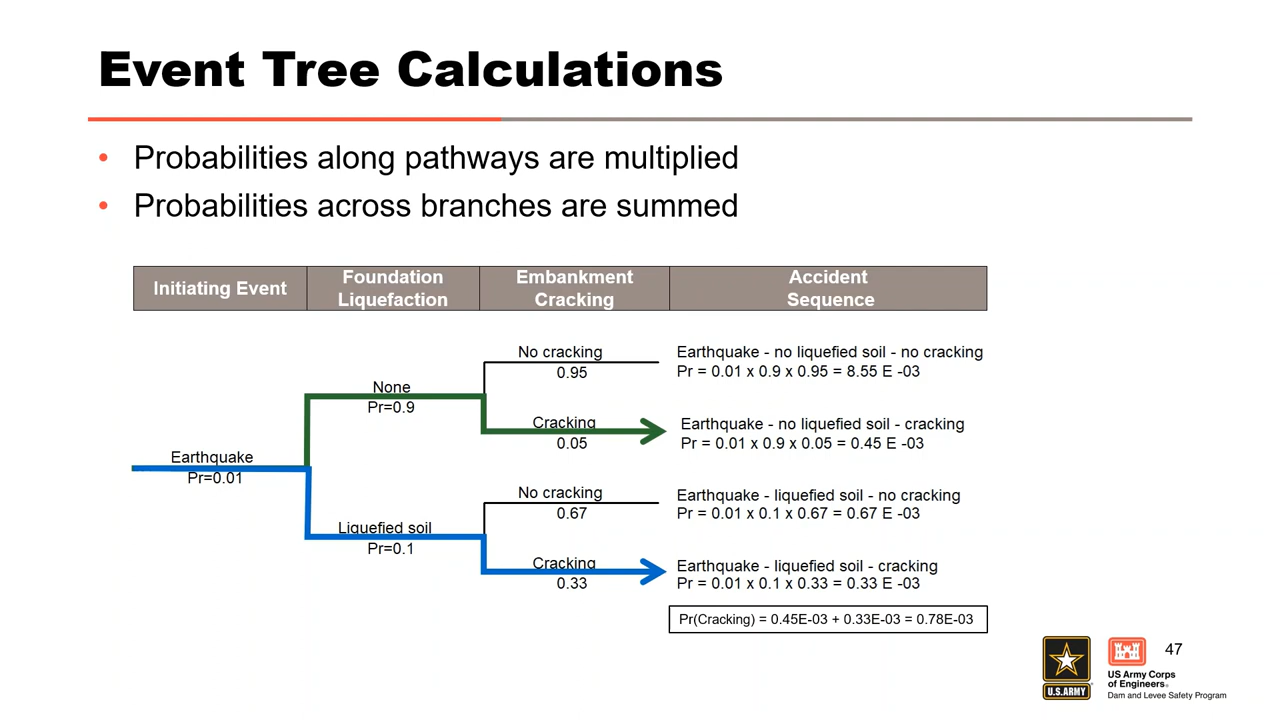 Event Tree Calculations
• Probabilities along pathways are multiplied
• Probabilities across branches are summed
Initiating Event
Foundation
Liquefaction
Embankment
Cracking
Accident
Sequence
Earthquake
Pr=0.01
None
Pr=0.9
Liquefied soil
Pr=0.1
No cracking
0.95
Earthquake - no liquefied soil - no cracking
Pr = 0.01 x 0.9 x 0.95 = 8.55 E -03
Cracking
0.05
Earthquake - no liquefied soil - cracking
Pr = 0.01 x 0.9 x 0.05 = 0.45 E -03
No cracking
0.67
Earthquake - liquefied soil - no cracking
Pr = 0.01 x 0.1 x 0.67 = 0.67 E -03
Cracking
0.33
Earthquake - liquefied soil - cracking
Pr = 0.01 x 0.1 x 0.33 = 0.33 E -03
Pr(Cracking) = 0.45E-03 + 0.33E-03 = 0.78E-03
47
U.S.ARMY
US Army Corps
of Engineers®
Dam and Levee Safety Program